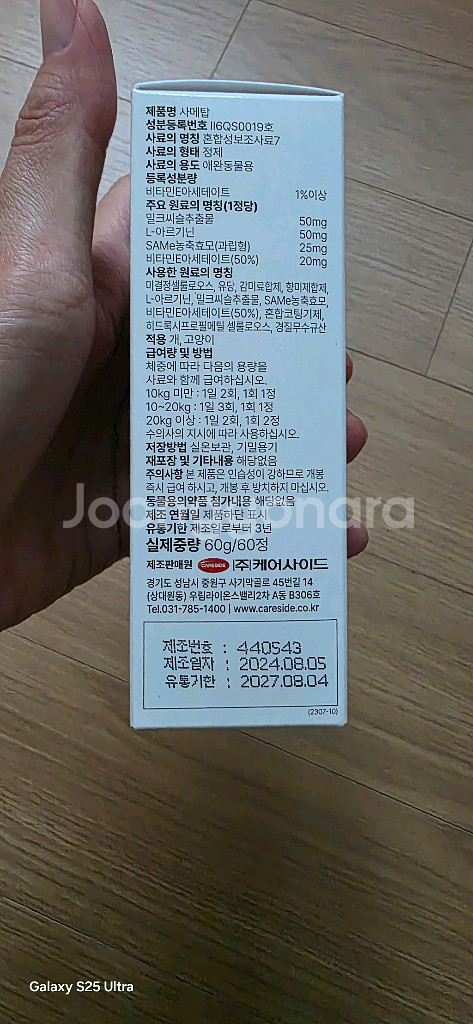 제품명 사메탑
성분등록번호 II6QS0019호
사료의 명칭 혼합성보조사료7
사료의 형태 정제
사료의 용도 애완동물용
등록성분량
비타민E아세테이트 1%이상
주요 원료의 명칭(1정당)
밀크씨슬추출물 50mg
L-아르기닌 50mg
SAMe농축효모(과립형) 25mg
비타민E아세테이트(50%) 20mg
사용한 원료의 명칭
미결정셀룰로오스, 유당, 감미료합제, 향미제합제,
L-아르기닌, 밀크씨슬추출물, SAMe농축효모,
비타민E아세테이트(50%), 혼합코팅기제,
히드록시프로필메틸 셀룰로오스, 경질무수규산
적용 개, 고양이
급여량 및 방법
체중에 따라 다음의 용량을
사료와 함께 급여하십시오.
10kg 미만 : 1일 2회, 1회 1정
10~20kg : 1일 3회, 1회 1정
20kg 이상 : 1일 2회, 1회 2정
수의사의 지시에 따라 사용하십시오.
저장방법 실온보관, 기밀용기
재포장 및 기타내용 해당없음
주의사항 본 제품은 인습성이 강하므로 개봉
즉시 급여 하시고, 개봉 후 방치하지 마십시오.
동물용의약품 첨가내용 해당없음
제조 연월일 제품하단 표시
유통기한 제조일로부터 3년
실제중량 60g/60정
제조판매원 CARESIDE (주)케어사이드
경기도 성남시 중원구 사기막골로 45번길 14
(상대원동) 우림라이온스밸리2차 A동 B306호
Tel.031-785-1400 | www.careside.co.kr
제조번호 : 440543
제조일자 : 2024.08.05
유통기한 : 2027.08.04
(2307-10)
Joonggonara
Galaxy S25 Ultra